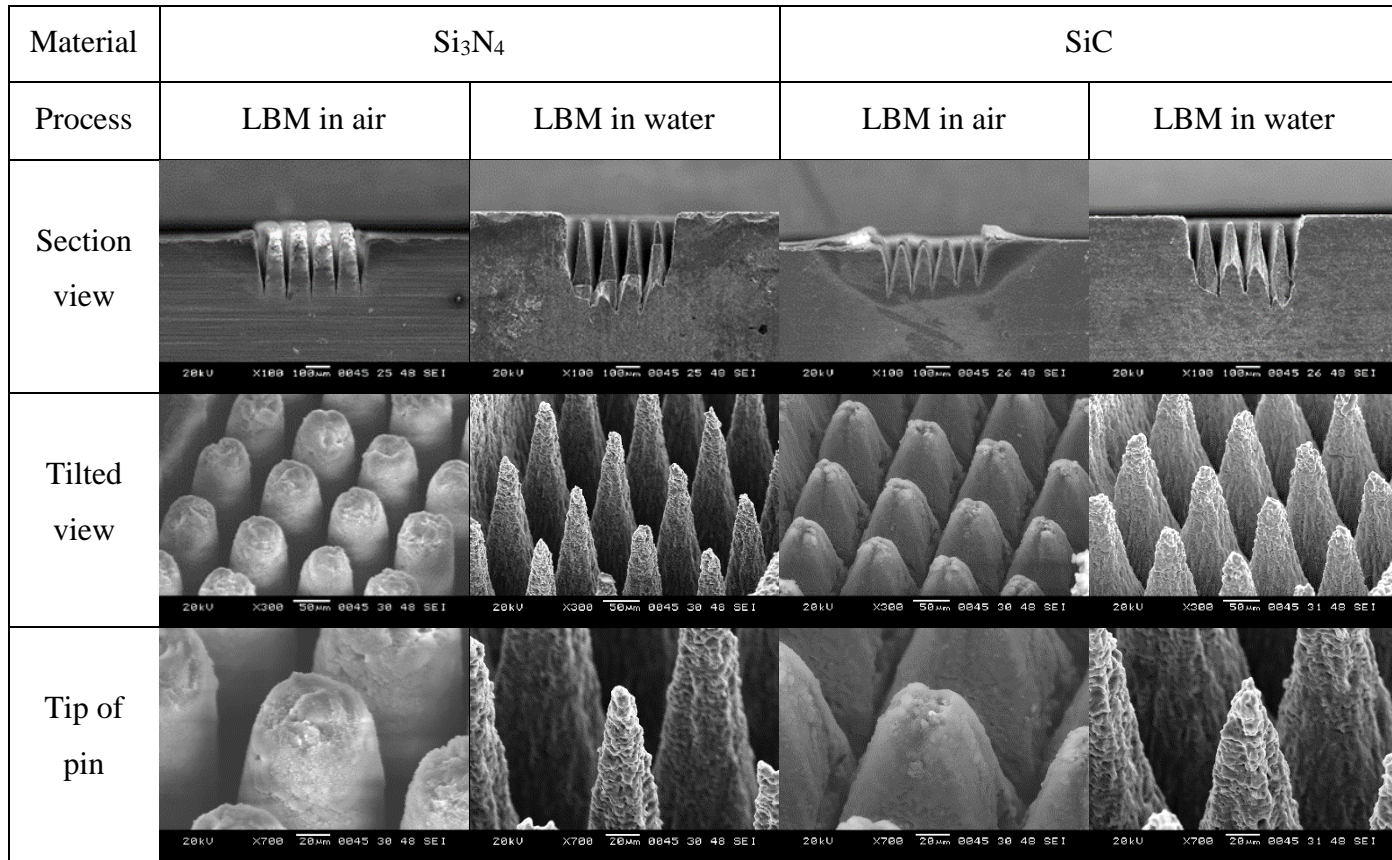 Material Si₃N₄ SiC
Process LBM in air LBM in water LBM in air LBM in water
Section
view
20kU X100 100μm 0045 25 48 SEI 20kU X100 100μm 0045 25 48 SEI 20kU X100 100μm 0045 26 48 SEI 20kU X100 100μm 0045 26 48 SEI
Tilted
view
20kU X300 50μm 0045 30 48 SEI 20kU X300 50μm 0045 30 48 SEI 20kU X300 50μm 0045 30 48 SEI 20kU X300 50μm 0045 31 48 SEI
Tip of
pin
20kU X700 20μm 0045 30 48 SEI 20kU X700 20μm 0045 30 48 SEI 20kU X700 20μm 0045 30 48 SEI 20kU X700 20μm 0045 31 48 SEI